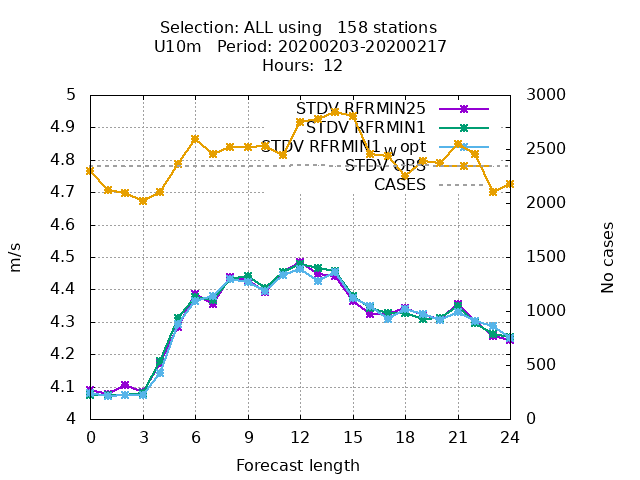 Selection: ALL using   158 stations
U10m   Period: 20200203-20200217
Hours: 12
STDV RFRMIN25
STDV RFRMIN1
STDV RFRMIN1_wopt
STDV OBS
CASES
5
4.9
4.8
4.7
4.6
4.5
4.4
4.3
4.2
4.1
4
3000
2500
2000
1500
1000
500
0
m/s
No cases
0 3 6 9 12 15 18 21 24
Forecast length